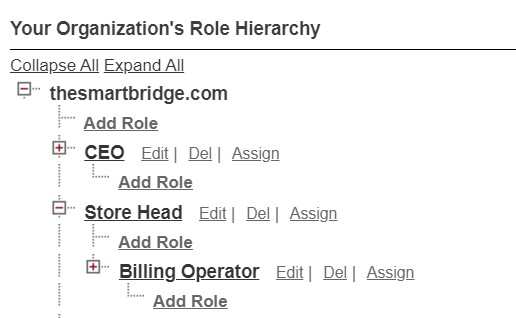 Your Organization's Role Hierarchy
Collapse All Expand All
thesmartbridge.com
Add Role
CEO Edit | Del | Assign
Add Role
Store Head Edit | Del | Assign
Add Role
Billing Operator Edit | Del | Assign
Add Role